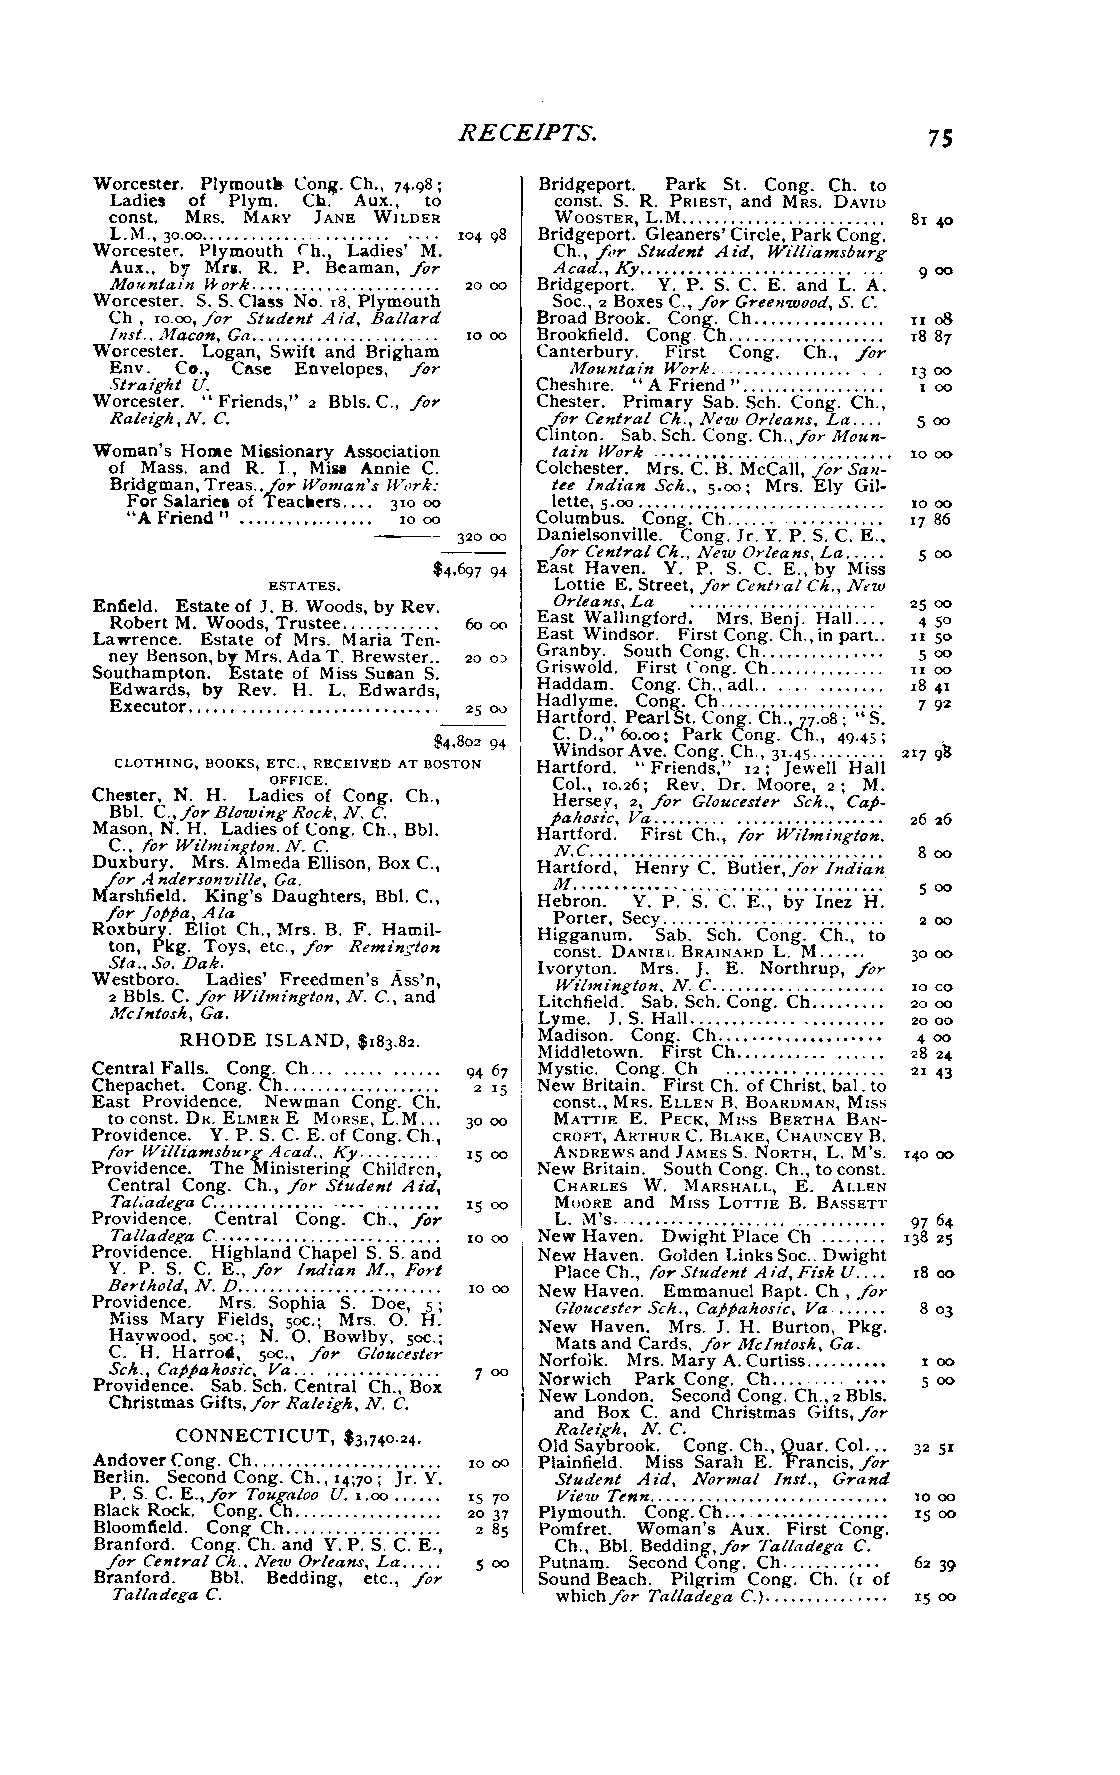 RECEIPTS.
75
Worcester. Plymouth Cong. Ch., 74.98;
Ladies of Plym. Ch. Aux., to
const. MRS. MARY JANE WILDER
L.M., 30.00...................... .... 104 98
Worcester. Plymouth Ch., Ladies' M.
Aux., by Mrs. R. P. Beaman, for
Mountain Work....................... 20 00
Worcester. S. S. Class No. 18, Plymouth
Ch , 10.00, for Student Aid, Ballard
Inst., Macon, Ga...................... 10 00
Worcester. Logan, Swift and Brigham
Env. Co., Case Envelopes, for
Straight U.
Worcester. "Friends," 2 Bbls. C., for
Raleigh, N. C.
Woman's Home Missionary Association
of Mass. and R. I., Miss Annie C.
Bridgman, Treas., for Woman's Work:
For Salaries of Teachers.... 310 00
"A Friend" ................ 10 00
320 00
$4,697 94
ESTATES.
Enfield. Estate of J. B. Woods, by Rev.
Robert M. Woods, Trustee............ 60 00
Lawrence. Estate of Mrs. Maria Ten-
ney Benson, by Mrs. Ada T. Brewster.. 20 00
Southampton. Estate of Miss Susan S.
Edwards, by Rev. H. L. Edwards,
Executor.............................. 25 00
$4,802 94
CLOTHING, BOOKS, ETC., RECEIVED AT BOSTON
OFFICE.
Chester, N. H. Ladies of Cong. Ch.,
Bbl. C., for Blowing Rock, N. C.
Mason, N. H. Ladies of Cong. Ch., Bbl.
C., for Wilmington. N. C.
Duxbury. Mrs. Almeda Ellison, Box C.,
for Andersonville, Ga.
Marshfield. King's Daughters, Bbl. C.,
for Joppa, Ala
Roxbury. Eliot Ch., Mrs. B. F. Hamil-
ton, Pkg. Toys, etc., for Remington
Sta., So. Dak.
Westboro. Ladies' Freedmen's Ass'n,
2 Bbls. C. for Wilmington, N. C., and
McIntosh, Ga.
RHODE ISLAND, $183.82.
Central Falls. Cong. Ch... ......... ...... 94 67
Chepachet. Cong. Ch................... 2 15
East Providence. Newman Cong. Ch.
to const. DR. ELMER E MORSE, L.M... 30 00
Providence. Y. P. S. C. E. of Cong. Ch.,
for Williamsburg Acad., Ky.......... 15 00
Providence. The Ministering Children,
Central Cong. Ch., for Student Aid,
Talladega C............. .... ......... 15 00
Providence. Central Cong. Ch., for
Talladega C............................ 10 00
Providence. Highland Chapel S. S. and
Y. P. S. C. E., for Indian M., Fort
Berthold, N. D......................... 10 00
Providence. Mrs. Sophia S. Doe, 5;
Miss Mary Fields, 50c.; Mrs. O. H.
Haywood, 50c.; N. O. Bowlby, 50c.;
C. H. Harrod, 50c., for Gloucester
Sch., Cappahosic, Va... .............. 7 00
Providence. Sab. Sch. Central Ch., Box
Christmas Gifts, for Raleigh, N. C.
CONNECTICUT, $3,740.24.
Andover Cong. Ch....................... 10 00
Berlin. Second Cong. Ch., 14;70; Jr. Y.
P. S. C. E., for Tougaloo U. 1.00...... 15 70
Black Rock. Cong. Ch.................. 20 37
Bloomfield. Cong Ch................... 2 85
Branford. Cong. Ch. and Y. P. S. C. E.,
for Central Ch., New Orleans, La..... 5 00
Branford. Bbl. Bedding, etc., for
Talladega C.
Bridgeport. Park St. Cong. Ch. to
const. S. R. PRIEST, and MRS. DAVID
WOOSTER, L.M......................... 81 40
Bridgeport. Gleaners' Circle, Park Cong.
Ch., for Student Aid, Williamsburg
Acad., Ky.......................... ... 9 00
Bridgeport. Y. P. S. C. E. and L. A.
Soc., 2 Boxes C., for Greenwood, S. C.
Broad Brook. Cong. Ch................ 11 08
Brookfield. Cong Ch................... 18 87
Canterbury. First Cong. Ch., for
Mountain Work................. . . 13 00
Cheshire. "A Friend"................. 1 00
Chester. Primary Sab. Sch. Cong. Ch.,
for Central Ch., New Orleans, La.... 5 00
Clinton. Sab. Sch. Cong. Ch., for Moun-
tain Work ............................. 10 00
Colchester. Mrs. C. B. McCall, for San-
tee Indian Sch., 5.00; Mrs. Ely Gil-
lette, 5.00.............................. 10 00
Columbus. Cong. Ch...... ............ 17 86
Danielsonville. Cong. Jr. Y. P. S. C. E.,
for Central Ch., New Orleans, La..... 5 00
East Haven. Y. P. S. C. E., by Miss
Lottie E. Street, for Central Ch., New
Orleans, La ...................... 25 00
East Wallingford. Mrs. Benj. Hall.... 4 50
East Windsor. First Cong. Ch., in part.. 11 50
Granby. South Cong. Ch............... 5 00
Griswold. First Cong. Ch.............. 11 00
Haddam. Cong. Ch., adl.. .... ........ 18 41
Hadlyme. Cong. Ch.................... 7 92
Hartford. Pearl St. Cong. Ch., 77.08; "S.
C. D.," 60.00; Park Cong. Ch., 49.45;
Windsor Ave. Cong. Ch., 31.45......... 217 98
Hartford. "Friends," 12; Jewell Hall
Col., 10.26; Rev. Dr. Moore, 2; M.
Hersey, 2, for Gloucester Sch., Cap-
pahosic, Va......... .................. 26 26
Hartford. First Ch., for Wilmington.
N.C.................................... 8 00
Hartford, Henry C. Butler, for Indian
M...................................... 5 00
Hebron. Y. P. S. C. E., by Inez H.
Porter, Secy........................... 2 00
Higganum. Sab. Sch. Cong. Ch., to
const. DANIEL BRAINARD L. M...... 30 00
Ivoryton. Mrs. J. E. Northrup, for
Wilmington, N. C..................... 10 00
Litchfield. Sab. Sch. Cong. Ch......... 20 00
Lyme. J. S. Hall............. .......... 20 00
Madison. Cong. Ch.................... 4 00
Middletown. First Ch........... ...... 28 24
Mystic. Cong. Ch .................... 21 43
New Britain. First Ch. of Christ, bal. to
const., MRS. ELLEN B. BOARDMAN, MISS
MATTIE E. PECK, MISS BERTHA BAN-
CROFT, ARTHUR C. BLAKE, CHAUNCEY B.
ANDREWS and JAMES S. NORTH, L. M's. 140 00
New Britain. South Cong. Ch., to const.
CHARLES W. MARSHALL, E. ALLEN
MOORE and MISS LOTTIE B. BASSETT
L. M's................................. 97 64
New Haven. Dwight Place Ch ........ 138 25
New Haven. Golden Links Soc.. Dwight
Place Ch., for Student Aid, Fisk U.... 18 00
New Haven. Emmanuel Bapt. Ch , for
Gloucester Sch., Cappahosic, Va ...... 8 03
New Haven. Mrs. J. H. Burton, Pkg.
Mats and Cards, for McIntosh, Ga.
Norfolk. Mrs. Mary A. Curtiss.......... 1 00
Norwich Park Cong. Ch......... .... 5 00
New London. Second Cong. Ch., 2 Bbls.
and Box C. and Christmas Gifts, for
Raleigh, N. C.
Old Saybrook. Cong. Ch., Quar. Col... 32 51
Plainfield. Miss Sarah E. Francis, for
Student Aid, Normal Inst., Grand
View Tenn............................. 10 00
Plymouth. Cong. Ch.................... 15 00
Pomfret. Woman's Aux. First Cong.
Ch., Bbl. Bedding, for Talladega C.
Putnam. Second Cong. Ch............ 62 39
Sound Beach. Pilgrim Cong. Ch. (1 of
which for Talladega C.)............... 15 00